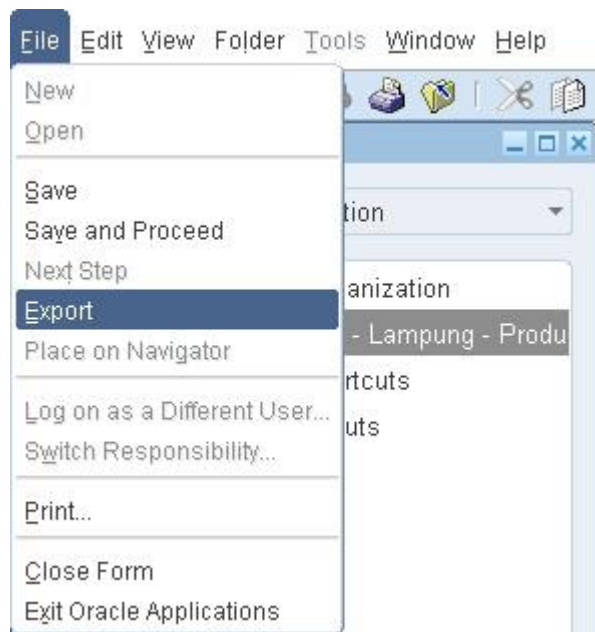 File Edit View Folder Tools Window Help
New
Open
Save
Save and Proceed
Next Step
Export
Place on Navigator
Log on as a Different User...
Switch Responsibility...
Print...
Close Form
Exit Oracle Applications
tion
anization
- Lampung - Produ
rtcuts
uts